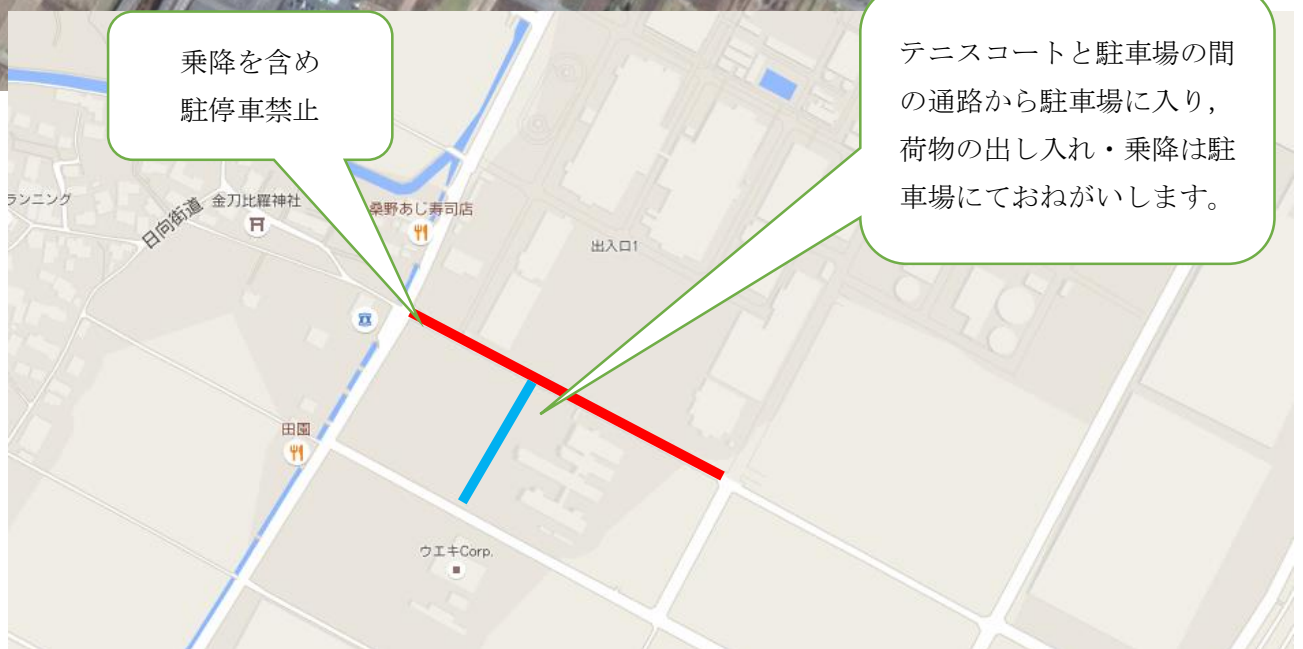 乗降を含め
駐停車禁止
テニスコートと駐車場の間
の通路から駐車場に入り，
荷物の出し入れ・乗降は駐
車場にておねがいします。
ランニング
金刀比羅神社
日向街道
桑野あじ寿司店
出入口1
田園
ウエキCorp.